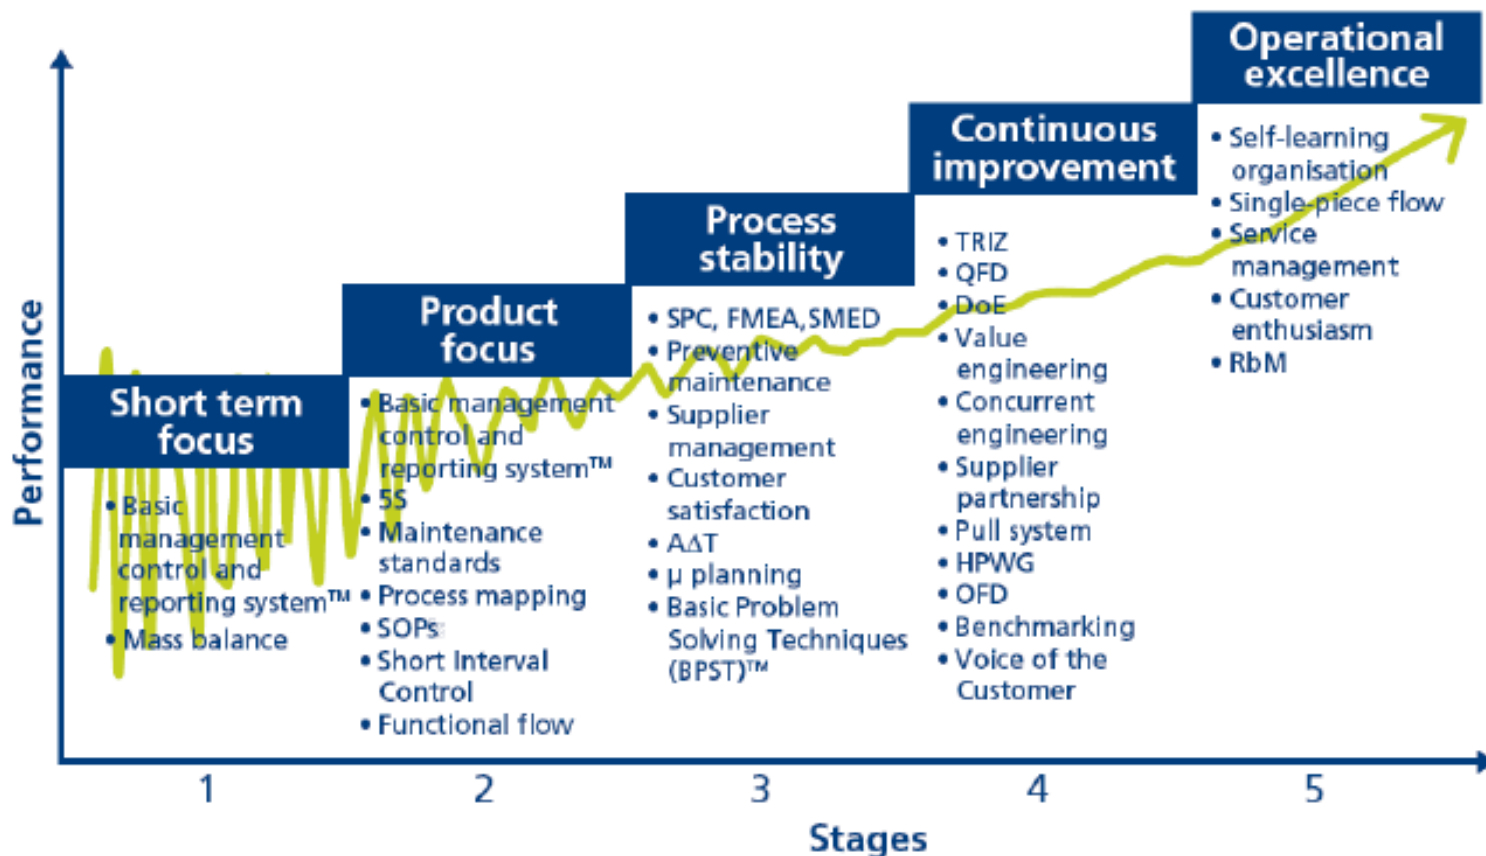 Operational
excellence
Continuous
improvement
Process
stability
Product
focus
Short term
focus
Performance
• Basic
management
control and
reporting system™
• Mass balance
• Basic management
control and
reporting system™
• 5S
• Maintenance
standards
• Process mapping
• SOPs
• Short Interval
Control
• Functional flow
• SPC, FMEA,SMED
• Preventive
maintenance
• Supplier
management
• Customer
satisfaction
• AΔT
• µ planning
• Basic Problem
Solving Techniques
(BPST)™
• TRIZ
• QFD
• DoE
• Value
engineering
• Concurrent
engineering
• Supplier
partnership
• Pull system
• HPWG
• OFD
• Benchmarking
• Voice of the
Customer
• Self-learning
organisation
• Single-piece flow
• Service
management
• Customer
enthusiasm
• RbM
1 2 3 4 5
Stages